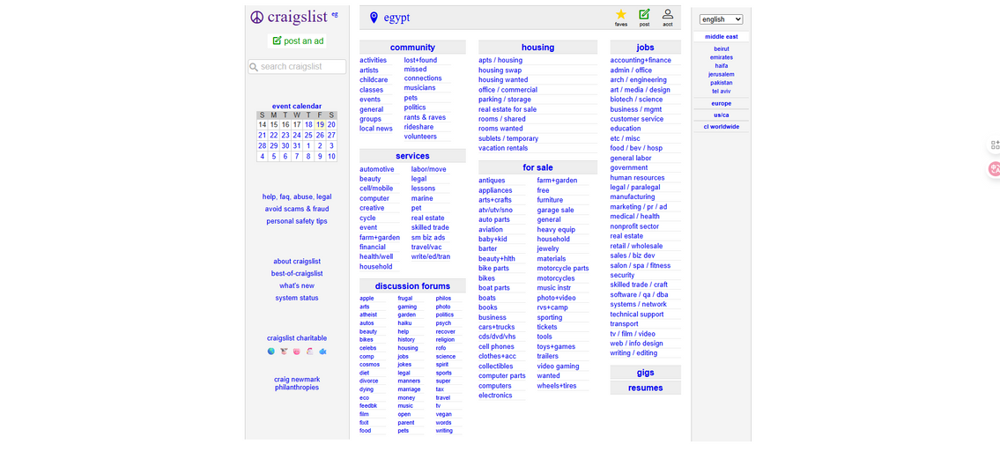 craigslist eg
post an ad
search craigslist
event calendar
S M T W T F S
14 15 16 17 18 19 20
21 22 23 24 25 26 27
28 29 30 31 1 2 3
4 5 6 7 8 9 10
help, faq, abuse, legal
avoid scams & fraud
personal safety tips
about craigslist
best-of-craigslist
what's new
system status
craigslist charitable
craig newmark
philanthropies
egypt
faves
post
acct
community
activities
artists
childcare
classes
events
general
groups
local news
lost+found
missed
connections
musicians
pets
politics
rants & raves
rideshare
volunteers
services
automotive
beauty
cell/mobile
computer
creative
cycle
event
farm+garden
financial
health/well
household
labor/move
legal
lessons
marine
pet
real estate
skilled trade
sm biz ads
travel/vac
write/ed/tran
discussion forums
apple
arts
atheist
autos
beauty
bikes
celebs
comp
cosmos
diet
divorce
dying
eco
feedbk
film
fixit
food
frugal
gaming
garden
haiku
help
history
housing
jobs
jokes
legal
manners
marriage
money
music
open
parent
pets
philos
photo
politics
psych
recover
religion
rofo
science
spirit
sports
super
tax
travel
tv
vegan
words
writing
housing
apts / housing
housing swap
housing wanted
office / commercial
parking / storage
real estate for sale
rooms / shared
rooms wanted
sublets / temporary
vacation rentals
for sale
antiques
appliances
arts+crafts
atv/utv/sno
auto parts
aviation
baby+kid
barter
beauty+hlth
bike parts
bikes
boat parts
boats
books
business
cars+trucks
cds/dvd/vhs
cell phones
clothes+acc
collectibles
computer parts
computers
electronics
farm+garden
free
furniture
garage sale
general
heavy equip
household
jewelry
materials
motorcycle parts
motorcycles
music instr
photo+video
rvs+camp
sporting
tickets
tools
toys+games
trailers
video gaming
wanted
wheels+tires
jobs
accounting+finance
admin / office
arch / engineering
art / media / design
biotech / science
business / mgmt
customer service
education
etc / misc
food / bev / hosp
general labor
government
human resources
legal / paralegal
manufacturing
marketing / pr / ad
medical / health
nonprofit sector
real estate
retail / wholesale
sales / biz dev
salon / spa / fitness
security
skilled trade / craft
software / qa / dba
systems / network
technical support
transport
tv / film / video
web / info design
writing / editing
gigs
resumes
english
middle east
beirut
emirates
haifa
jerusalem
pakistan
tel aviv
europe
us/ca
cl worldwide